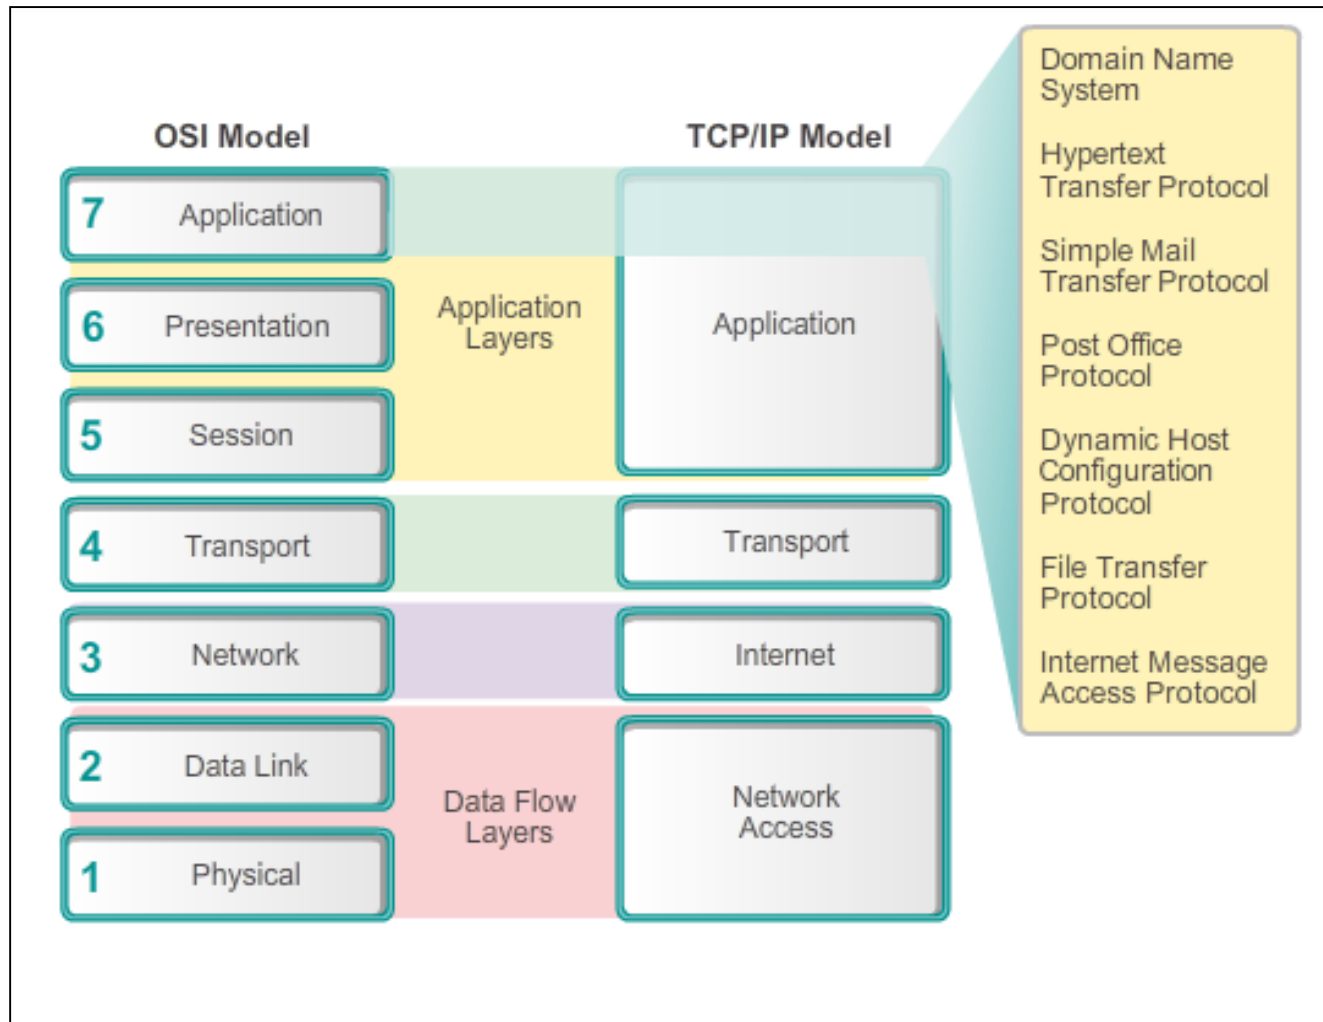 OSI Model
TCP/IP Model
7
Application
6
Presentation
5
Session
4
Transport
3
Network
2
Data Link
1
Physical
Application
Layers
Data Flow
Layers
Application
Transport
Internet
Network
Access
Domain Name
System
Hypertext
Transfer Protocol
Simple Mail
Transfer Protocol
Post Office
Protocol
Dynamic Host
Configuration
Protocol
File Transfer
Protocol
Internet Message
Access Protocol